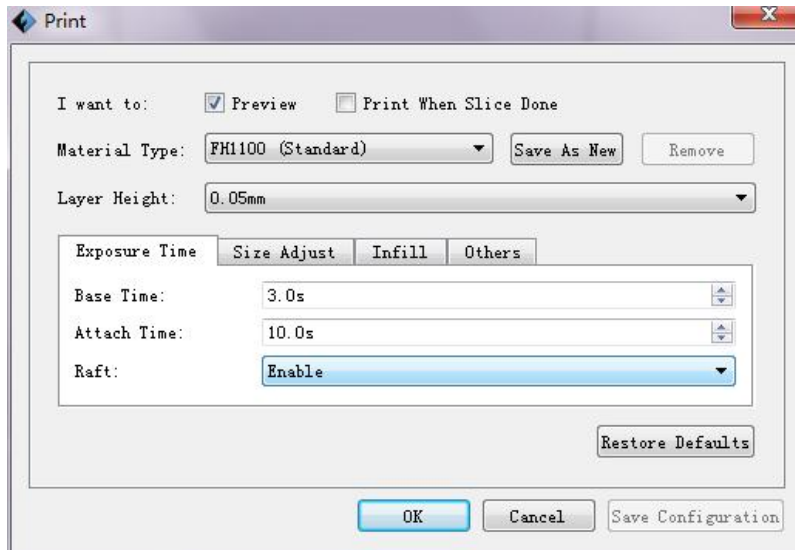 Print
I want to: Preview Print When Slice Done
Material Type: FH1100 (Standard) Save As New Remove
Layer Height: 0.05mm
Exposure Time Size Adjust Infill Others
Base Time: 3.0s
Attach Time: 10.0s
Raft: Enable
Restore Defaults
OK Cancel Save Configuration